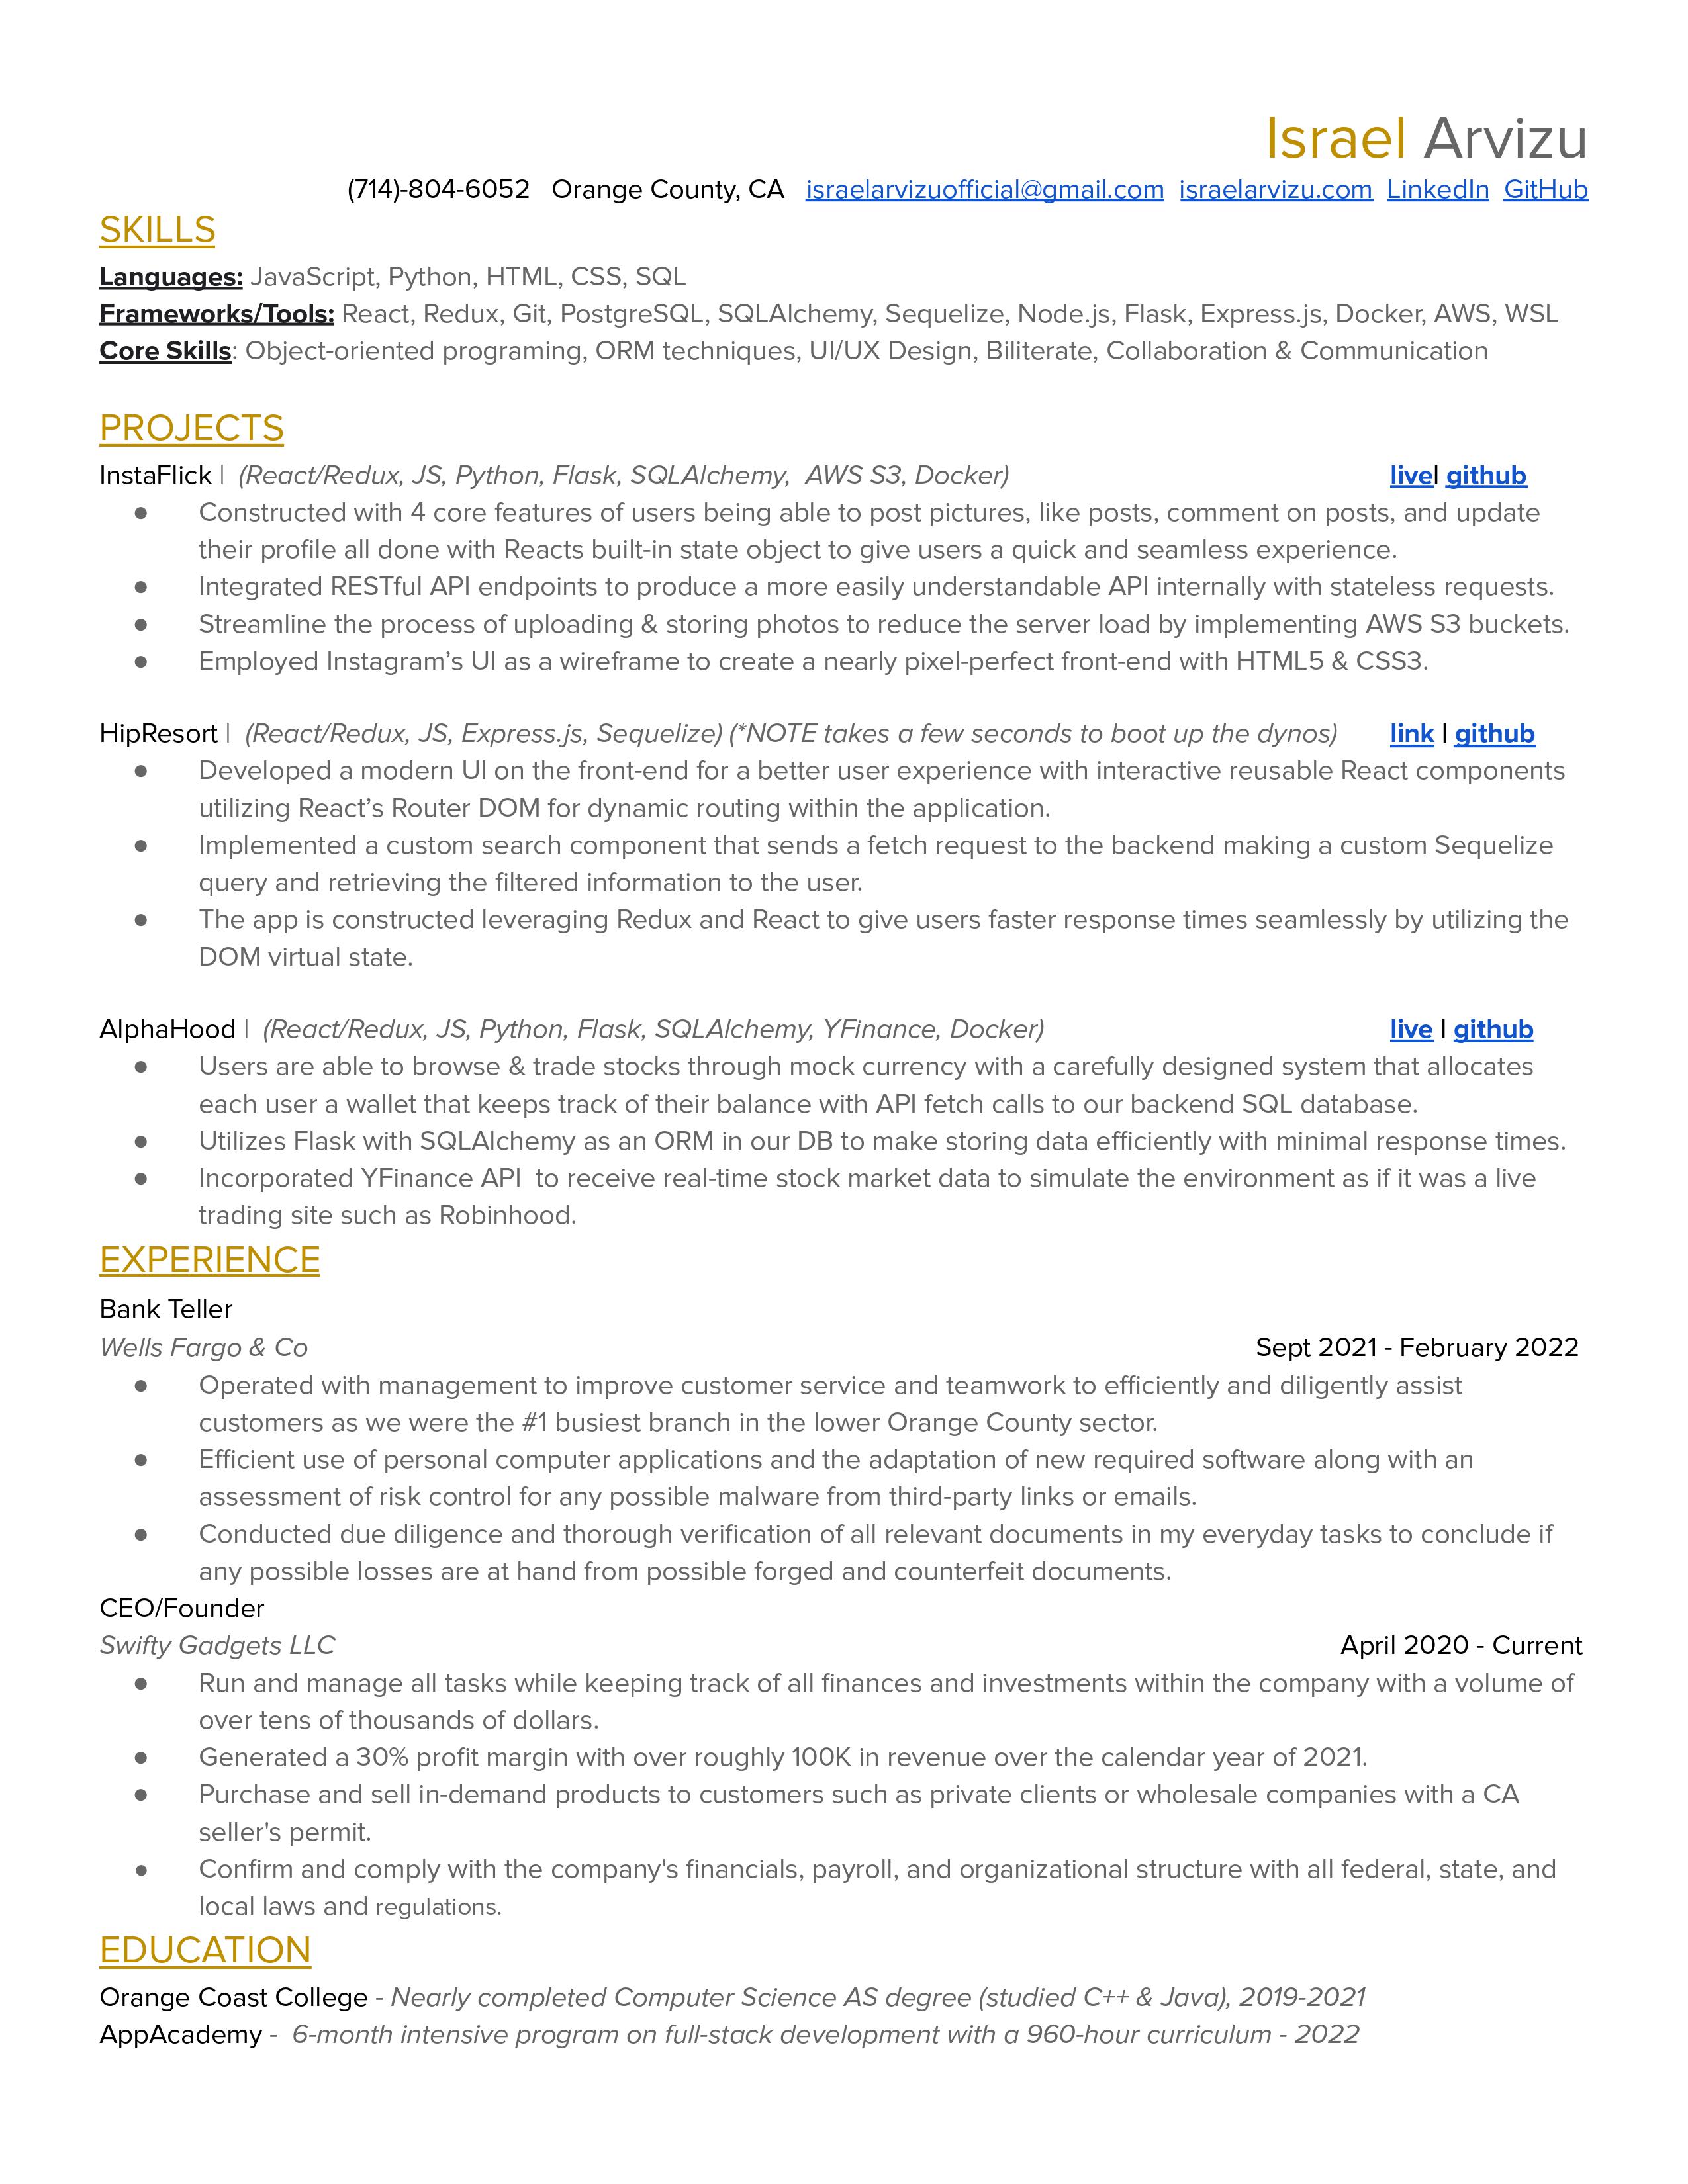 Israel Arvizu
(714)-804-6052 Orange County, CA israelarvizuofficial@gmail.com israelarvizu.com LinkedIn GitHub
SKILLS
Languages: JavaScript, Python, HTML, CSS, SQL
Frameworks/Tools: React, Redux, Git, PostgreSQL, SQLAlchemy, Sequelize, Node.js, Flask, Express.js, Docker, AWS, WSL
Core Skills: Object-oriented programing, ORM techniques, UI/UX Design, Biliterate, Collaboration & Communication
PROJECTS
InstaFlick | (React/Redux, JS, Python, Flask, SQLAlchemy, AWS S3, Docker) live| github
● Constructed with 4 core features of users being able to post pictures, like posts, comment on posts, and update
their profile all done with Reacts built-in state object to give users a quick and seamless experience.
● Integrated RESTful API endpoints to produce a more easily understandable API internally with stateless requests.
● Streamline the process of uploading & storing photos to reduce the server load by implementing AWS S3 buckets.
● Employed Instagram’s UI as a wireframe to create a nearly pixel-perfect front-end with HTML5 & CSS3.
HipResort | (React/Redux, JS, Express.js, Sequelize) (*NOTE takes a few seconds to boot up the dynos) link | github
● Developed a modern UI on the front-end for a better user experience with interactive reusable React components
utilizing React’s Router DOM for dynamic routing within the application.
● Implemented a custom search component that sends a fetch request to the backend making a custom Sequelize
query and retrieving the filtered information to the user.
● The app is constructed leveraging Redux and React to give users faster response times seamlessly by utilizing the
DOM virtual state.
AlphaHood | (React/Redux, JS, Python, Flask, SQLAlchemy, YFinance, Docker) live | github
● Users are able to browse & trade stocks through mock currency with a carefully designed system that allocates
each user a wallet that keeps track of their balance with API fetch calls to our backend SQL database.
● Utilizes Flask with SQLAlchemy as an ORM in our DB to make storing data efficiently with minimal response times.
● Incorporated YFinance API to receive real-time stock market data to simulate the environment as if it was a live
trading site such as Robinhood.
EXPERIENCE
Bank Teller
Wells Fargo & Co Sept 2021 - February 2022
● Operated with management to improve customer service and teamwork to efficiently and diligently assist
customers as we were the #1 busiest branch in the lower Orange County sector.
● Efficient use of personal computer applications and the adaptation of new required software along with an
assessment of risk control for any possible malware from third-party links or emails.
● Conducted due diligence and thorough verification of all relevant documents in my everyday tasks to conclude if
any possible losses are at hand from possible forged and counterfeit documents.
CEO/Founder
Swifty Gadgets LLC April 2020 - Current
● Run and manage all tasks while keeping track of all finances and investments within the company with a volume of
over tens of thousands of dollars.
● Generated a 30% profit margin with over roughly 100K in revenue over the calendar year of 2021.
● Purchase and sell in-demand products to customers such as private clients or wholesale companies with a CA
seller's permit.
● Confirm and comply with the company's financials, payroll, and organizational structure with all federal, state, and
local laws and regulations.
EDUCATION
Orange Coast College - Nearly completed Computer Science AS degree (studied C++ & Java), 2019-2021
AppAcademy - 6-month intensive program on full-stack development with a 960-hour curriculum - 2022